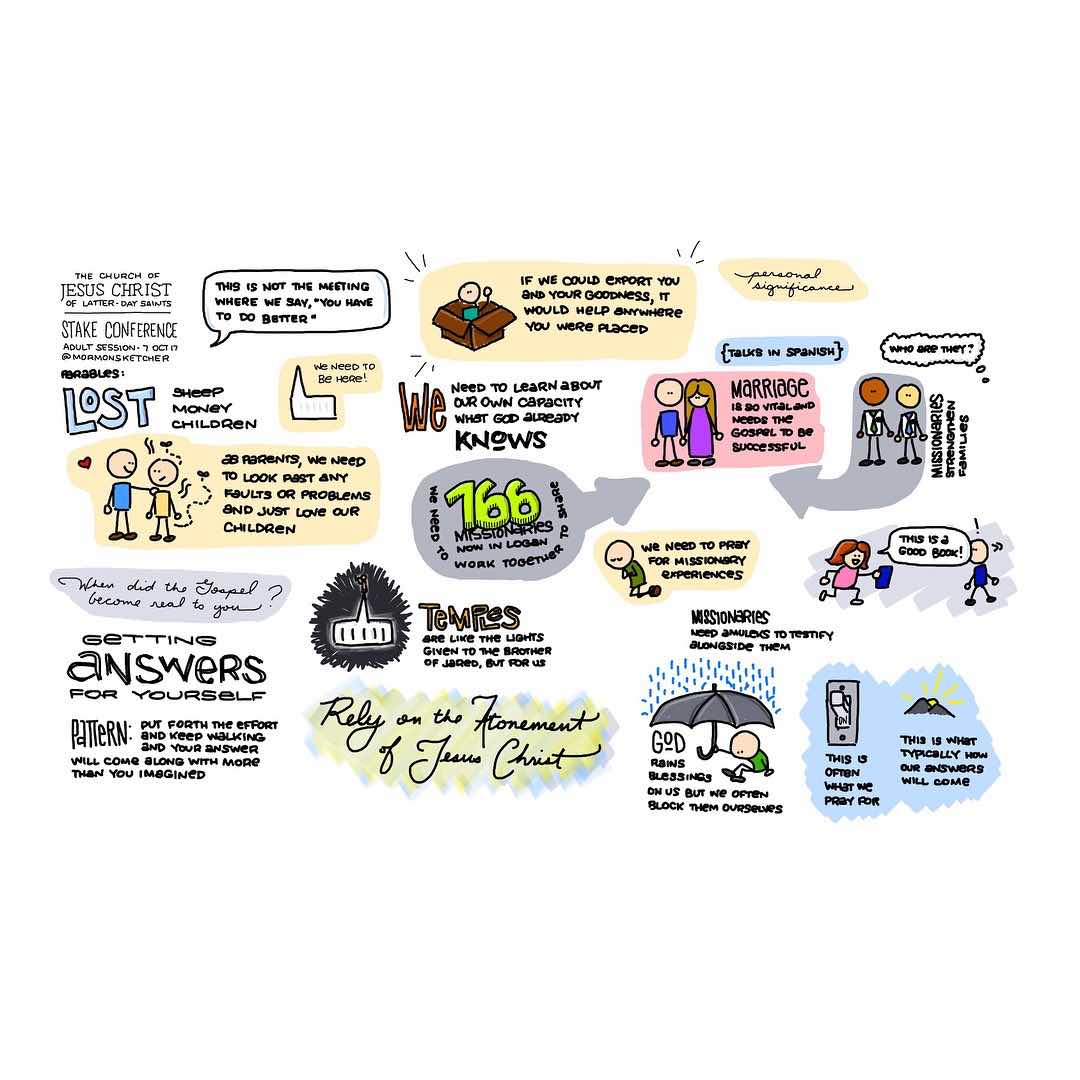 THE CHURCH OF
JESUS CHRIST
OF LATTER-DAY SAINTS
STAKE CONFERENCE
ADULT SESSION - 7 OCT 17
@MORMONSKETCHER
THIS IS NOT THE MEETING
WHERE WE SAY, "YOU HAVE
TO DO BETTER"
PARABLES:
LOST
SHEEP
MONEY
CHILDREN
WE NEED TO
BE HERE!
AS PARENTS, WE NEED
TO LOOK PAST ANY
FAULTS OR PROBLEMS
AND JUST LOVE OUR
CHILDREN
When did the Gospel
become real to you?
GETTING
ANSWERS
FOR YOURSELF
PATTERN:
PUT FORTH THE EFFORT
AND KEEP WALKING
AND YOUR ANSWER
WILL COME ALONG WITH MORE
THAN YOU IMAGINED
IF WE COULD EXPORT YOU
AND YOUR GOODNESS, IT
WOULD HELP ANYWHERE
YOU WERE PLACED
WE
NEED TO LEARN ABOUT
OUR OWN CAPACITY
WHAT GOD ALREADY
KNOWS
WE NEED TO
166
MISSIONARIES
NOW IN LOGAN
WORK TOGETHER TO SHARE
TEMPLES
ARE LIKE THE LIGHTS
GIVEN TO THE BROTHER
OF JARED, BUT FOR US
Rely on the Atonement
of Jesus Christ
personal
significance
{TALKS IN SPANISH}
WHO ARE THEY?
MARRIAGE
IS SO VITAL AND
NEEDS THE
GOSPEL TO BE
SUCCESSFUL
MISSIONARIES
STRENGTHEN
FAMILIES
WE NEED TO PRAY
FOR MISSIONARY
EXPERIENCES
THIS IS A
GOOD BOOK!
MISSIONARIES
NEED AMULEKS TO TESTIFY
ALONGSIDE THEM
GOD
RAINS
BLESSINGS
ON US BUT WE OFTEN
BLOCK THEM OURSELVES
ON
THIS IS
OFTEN
WHAT WE
PRAY FOR
THIS IS WHAT
TYPICALLY HOW
OUR ANSWERS
WILL COME